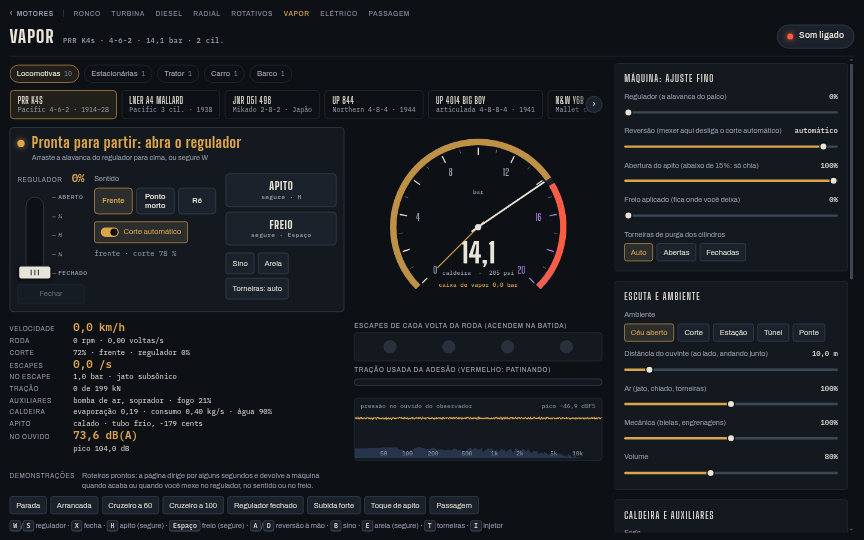 ‹ MOTORES | RONCO TURBINA DIESEL RADIAL ROTATIVOS VAPOR ELÉTRICO PASSAGEM
VAPOR PRR K4s · 4-6-2 · 14,1 bar · 2 cil.
Som ligado
Locomotivas 10 Estacionárias 1 Trator 1 Carro 1 Barco 1
PRR K4S
Pacific 4-6-2 · 1914–28
LNER A4 MALLARD
Pacific 3 cil. · 1938
JNR D51 498
Mikado 2-8-2 · Japão
UP 844
Northern 4-8-4 · 1944
UP 4014 BIG BOY
articulada 4-8-8-4 · 1941
N&W Y6B
Mallet
›
Pronta para partir: abra o regulador
Arraste a alavanca do regulador para cima, ou segure W
REGULADOR 0%
ABERTO
¾
½
¼
FECHADO
Fechar
Sentido
Frente
Ponto morto
Ré
Corte automático
frente · corte 78 %
APITO
segure · H
FREIO
segure · Espaço
Sino
Areia
Torneiras: auto
0
4
8
12
16
20
bar
14,1
caldeira · 205 psi
caixa de vapor 0,0 bar
VELOCIDADE 0,0 km/h
RODA 0 rpm · 0,00 voltas/s
CORTE 72% · frente · regulador 0%
ESCAPES 0,0 /s
NO ESCAPE 1,0 bar · jato subsônico
TRAÇÃO 0 de 199 kN
AUXILIARES bomba de ar, soprador · fogo 21%
CALDEIRA evaporação 0,19 · consumo 0,40 kg/s · água 90%
APITO calado · tubo frio, -179 cents
NO OUVIDO 73,6 dB(A)
pico 104,0 dB
ESCAPES DE CADA VOLTA DA RODA (ACENDEM NA BATIDA)
TRAÇÃO USADA DA ADESÃO (VERMELHO: PATINANDO)
pressão no ouvido do observador pico -46,9 dBFS
50 100 200 500 1k 2k 5k 10k
DEMONSTRAÇÕES Roteiros prontos: a página dirige por alguns segundos e devolve a máquina
quando acaba ou quando você mexe no regulador, no sentido ou no freio.
Parada Arrancada Cruzeiro a 60 Cruzeiro a 100 Regulador fechado Subida forte Toque de apito Passagem
W / S regulador · X fecha · H apito (segure) · Espaço freio (segure) · A / D reversão à mão · B sino · E areia (segure) · T torneiras · I injetor
MÁQUINA: AJUSTE FINO
Regulador (a alavanca do palco) 0%
Reversão (mexer aqui desliga o corte automático) automático
Abertura do apito (abaixo de 15%: só chia) 100%
Freio aplicado (fica onde você deixa) 0%
Torneiras de purga dos cilindros
Auto Abertas Fechadas
ESCUTA E AMBIENTE
Ambiente
Céu aberto Corte Estação Túnel Ponte
Distância do ouvinte (ao lado, andando junto) 10,0 m
Ar (jato, chiado, torneiras) 100%
Mecânica (bielas, engrenagens) 100%
Volume 80%
CALDEIRA E AUXILIARES